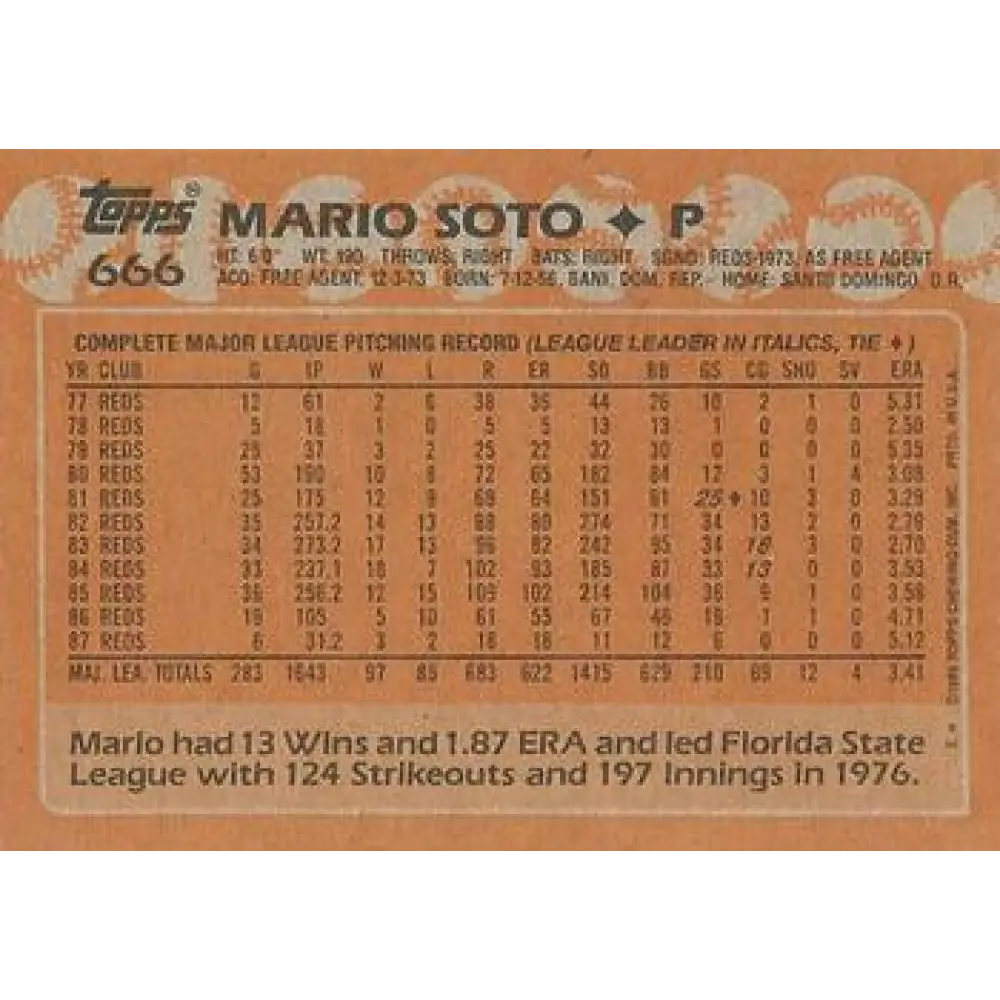 Topps® MARIO SOTO ✦ P
666 HT: 6'0" WT: 190 THROWS: RIGHT BATS: RIGHT SGND: REDS-1973, AS FREE AGENT
ACQ: FREE AGENT, 12-3-73 BORN: 7-12-56, BANI, DOM. REP. - HOME: SANTO DOMINGO, D.R.
COMPLETE MAJOR LEAGUE PITCHING RECORD (LEAGUE LEADER IN ITALICS, TIE ♦)
YR CLUB G IP W L R ER SO BB GS CG SHO SV ERA
77 REDS 12 61 2 6 38 36 44 26 10 2 1 0 5.31
78 REDS 5 18 1 0 5 5 13 13 1 0 0 0 2.50
79 REDS 25 37 3 2 25 22 32 30 0 0 0 0 5.35
80 REDS 53 190 10 8 72 65 182 84 12 3 1 4 3.08
81 REDS 25 175 12 9 69 64 151 61 25 ♦ 10 3 0 3.29
82 REDS 35 257.2 14 13 88 80 274 71 34 13 2 0 2.79
83 REDS 34 273.2 17 13 96 82 242 95 34 18 3 0 2.70
84 REDS 33 237.1 18 7 102 93 185 87 33 13 0 0 3.53
85 REDS 36 256.2 12 15 109 102 214 104 36 9 1 0 3.58
86 REDS 19 105 5 10 61 55 67 46 19 1 1 0 4.71
87 REDS 6 31.2 3 2 18 18 11 12 6 0 0 0 5.12
MAJ. LEA. TOTALS 283 1643 97 85 683 622 1415 629 210 69 12 4 3.41
Mario had 13 Wins and 1.87 ERA and led Florida State
League with 124 Strikeouts and 197 Innings in 1976.
TOPPS CHEWING GUM, INC. PRTD. IN U.S.A.